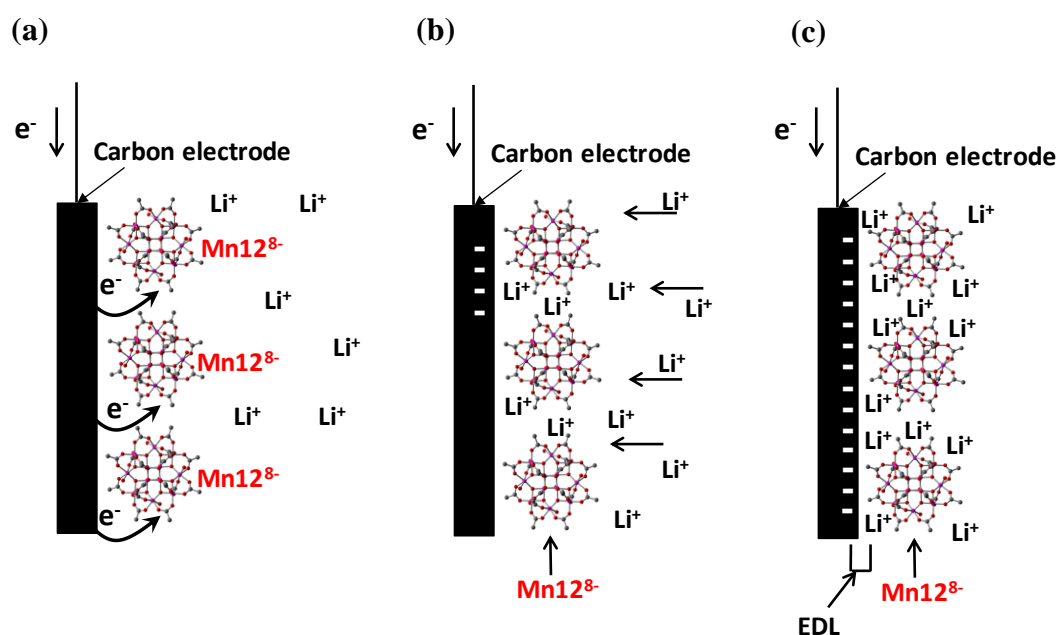 (a)
e⁻
Carbon electrode
Li⁺ Li⁺
Mn12⁸⁻
e⁻
Li⁺
Li⁺
Mn12⁸⁻
e⁻
Li⁺ Li⁺
Mn12⁸⁻
e⁻
(b)
e⁻
Carbon electrode
Li⁺
Li⁺ Li⁺
Li⁺ Li⁺
Li⁺
Li⁺ Li⁺
Li⁺
Li⁺
Li⁺
Mn12⁸⁻
(c)
e⁻
Carbon electrode
Li⁺ Li⁺
Li⁺ Li⁺
Li⁺
Li⁺ Li⁺
Li⁺ Li⁺
Li⁺
Li⁺ Li⁺
Li⁺ Li⁺
EDL
Mn12⁸⁻